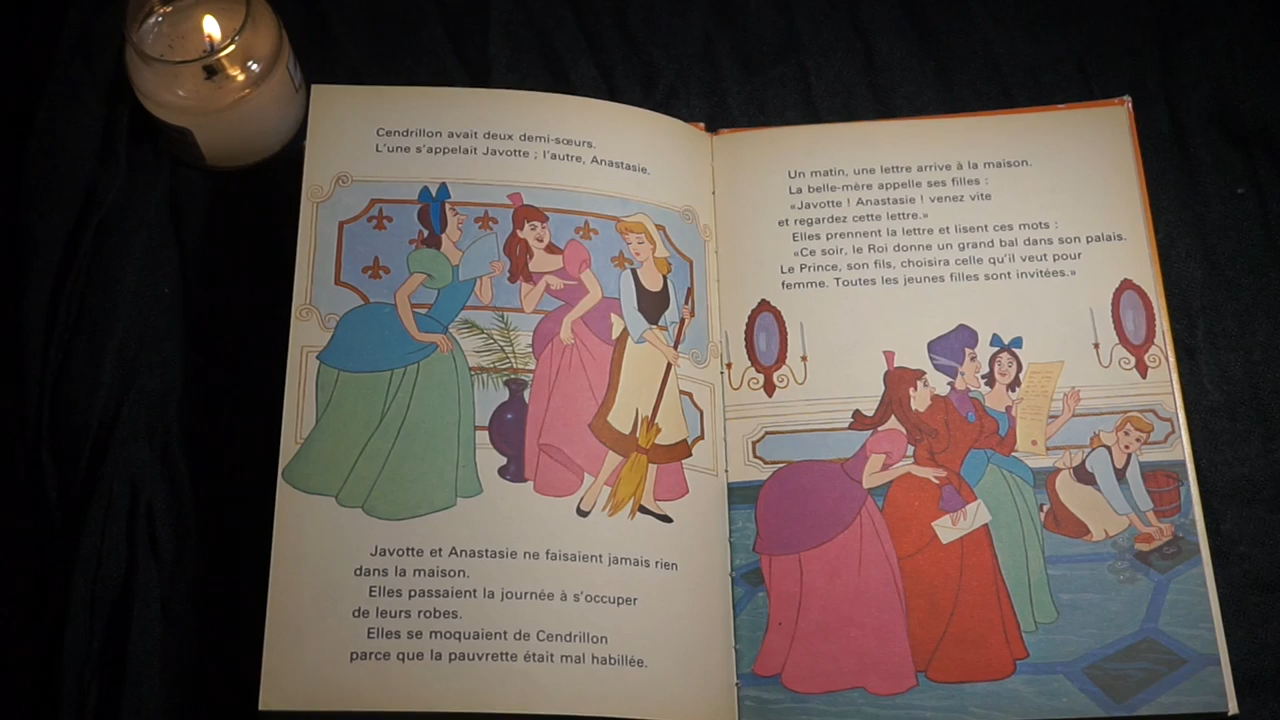 Cendrillon avait deux demi-sœurs.
L'une s'appelait Javotte ; l'autre, Anastasie.
Javotte et Anastasie ne faisaient jamais rien
dans la maison.
Elles passaient la journée à s'occuper
de leurs robes.
Elles se moquaient de Cendrillon
parce que la pauvrette était mal habillée.
Un matin, une lettre arrive à la maison.
La belle-mère appelle ses filles :
«Javotte ! Anastasie ! venez vite
et regardez cette lettre.»
Elles prennent la lettre et lisent ces mots :
«Ce soir, le Roi donne un grand bal dans son palais.
Le Prince, son fils, choisira celle qu'il veut pour
femme. Toutes les jeunes filles sont invitées.»